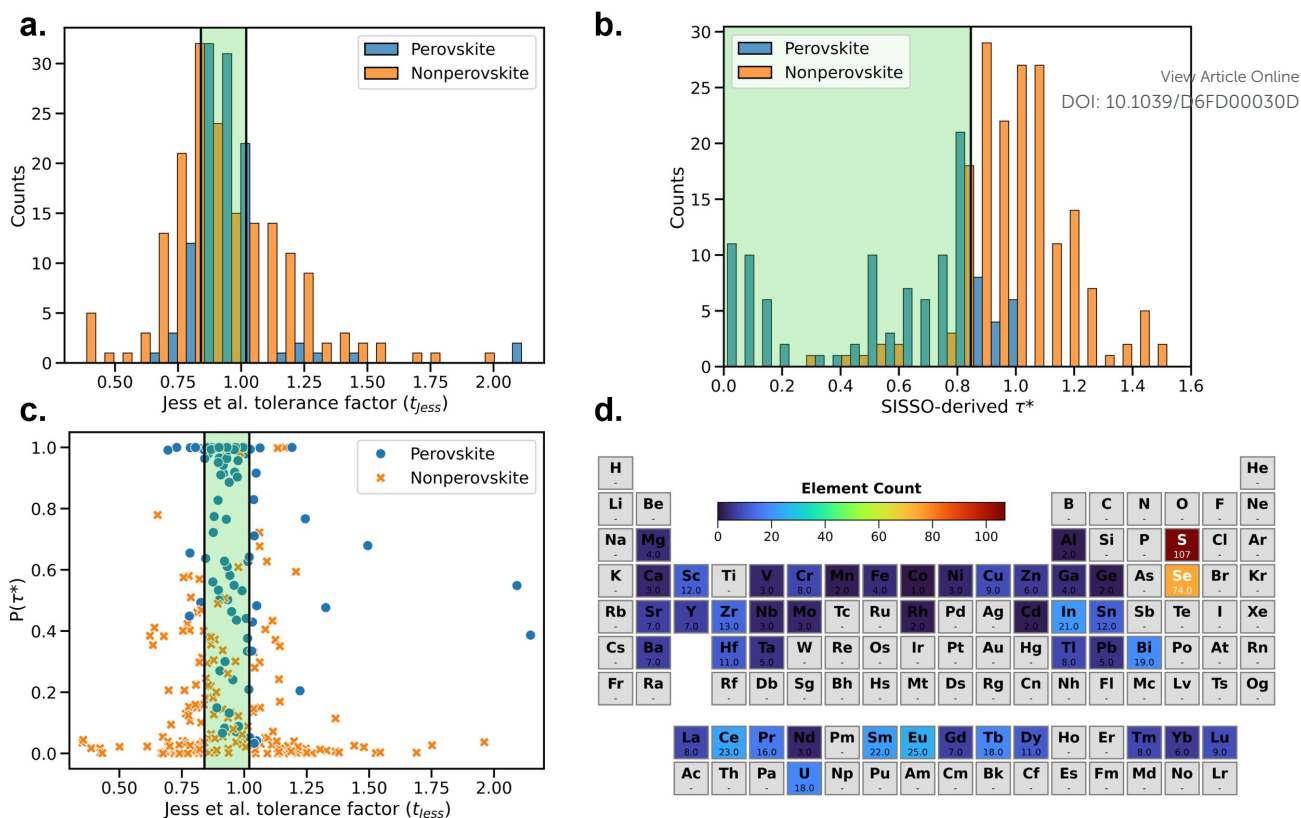 a.
Perovskite
Nonperovskite
30
25
20
15
10
5
0
Counts
0.50 0.75 1.00 1.25 1.50 1.75 2.00
Jess et al. tolerance factor (tJess)
b.
Perovskite
Nonperovskite
30
25
20
15
10
5
0
Counts
0.0 0.2 0.4 0.6 0.8 1.0 1.2 1.4 1.6
SISSO-derived τ*
View Article Online
DOI: 10.1039/D6FD00030D
c.
Perovskite
Nonperovskite
1.0
0.8
0.6
0.4
0.2
0.0
P(τ*)
0.50 0.75 1.00 1.25 1.50 1.75 2.00
Jess et al. tolerance factor (tJess)
d.
Element Count
0 20 40 60 80 100
H He
- -
Li Be B C N O F Ne
- - - - - - - -
Na Mg Al Si P S Cl Ar
- 4.0 2.0 - - 107 - -
K Ca Sc Ti V Cr Mn Fe Co Ni Cu Zn Ga Ge As Se Br Kr
- 3.0 12.0 - 3.0 8.0 2.0 4.0 1.0 3.0 9.0 6.0 4.0 2.0 - 74.0 - -
Rb Sr Y Zr Nb Mo Tc Ru Rh Pd Ag Cd In Sn Sb Te I Xe
- 7.0 7.0 13.0 3.0 3.0 - - 2.0 - - 2.0 21.0 12.0 - - - -
Cs Ba Hf Ta W Re Os Ir Pt Au Hg Tl Pb Bi Po At Rn
- 7.0 11.0 5.0 - - - - - - - 8.0 5.0 19.0 - - -
Fr Ra Rf Db Sg Bh Hs Mt Ds Rg Cn Nh Fl Mc Lv Ts Og
- - - - - - - - - - - - - - - - -
La Ce Pr Nd Pm Sm Eu Gd Tb Dy Ho Er Tm Yb Lu
8.0 23.0 16.0 3.0 - 22.0 25.0 7.0 18.0 11.0 - - 8.0 6.0 9.0
Ac Th Pa U Np Pu Am Cm Bk Cf Es Fm Md No Lr
- - - 18.0 - - - - - - - - - - -